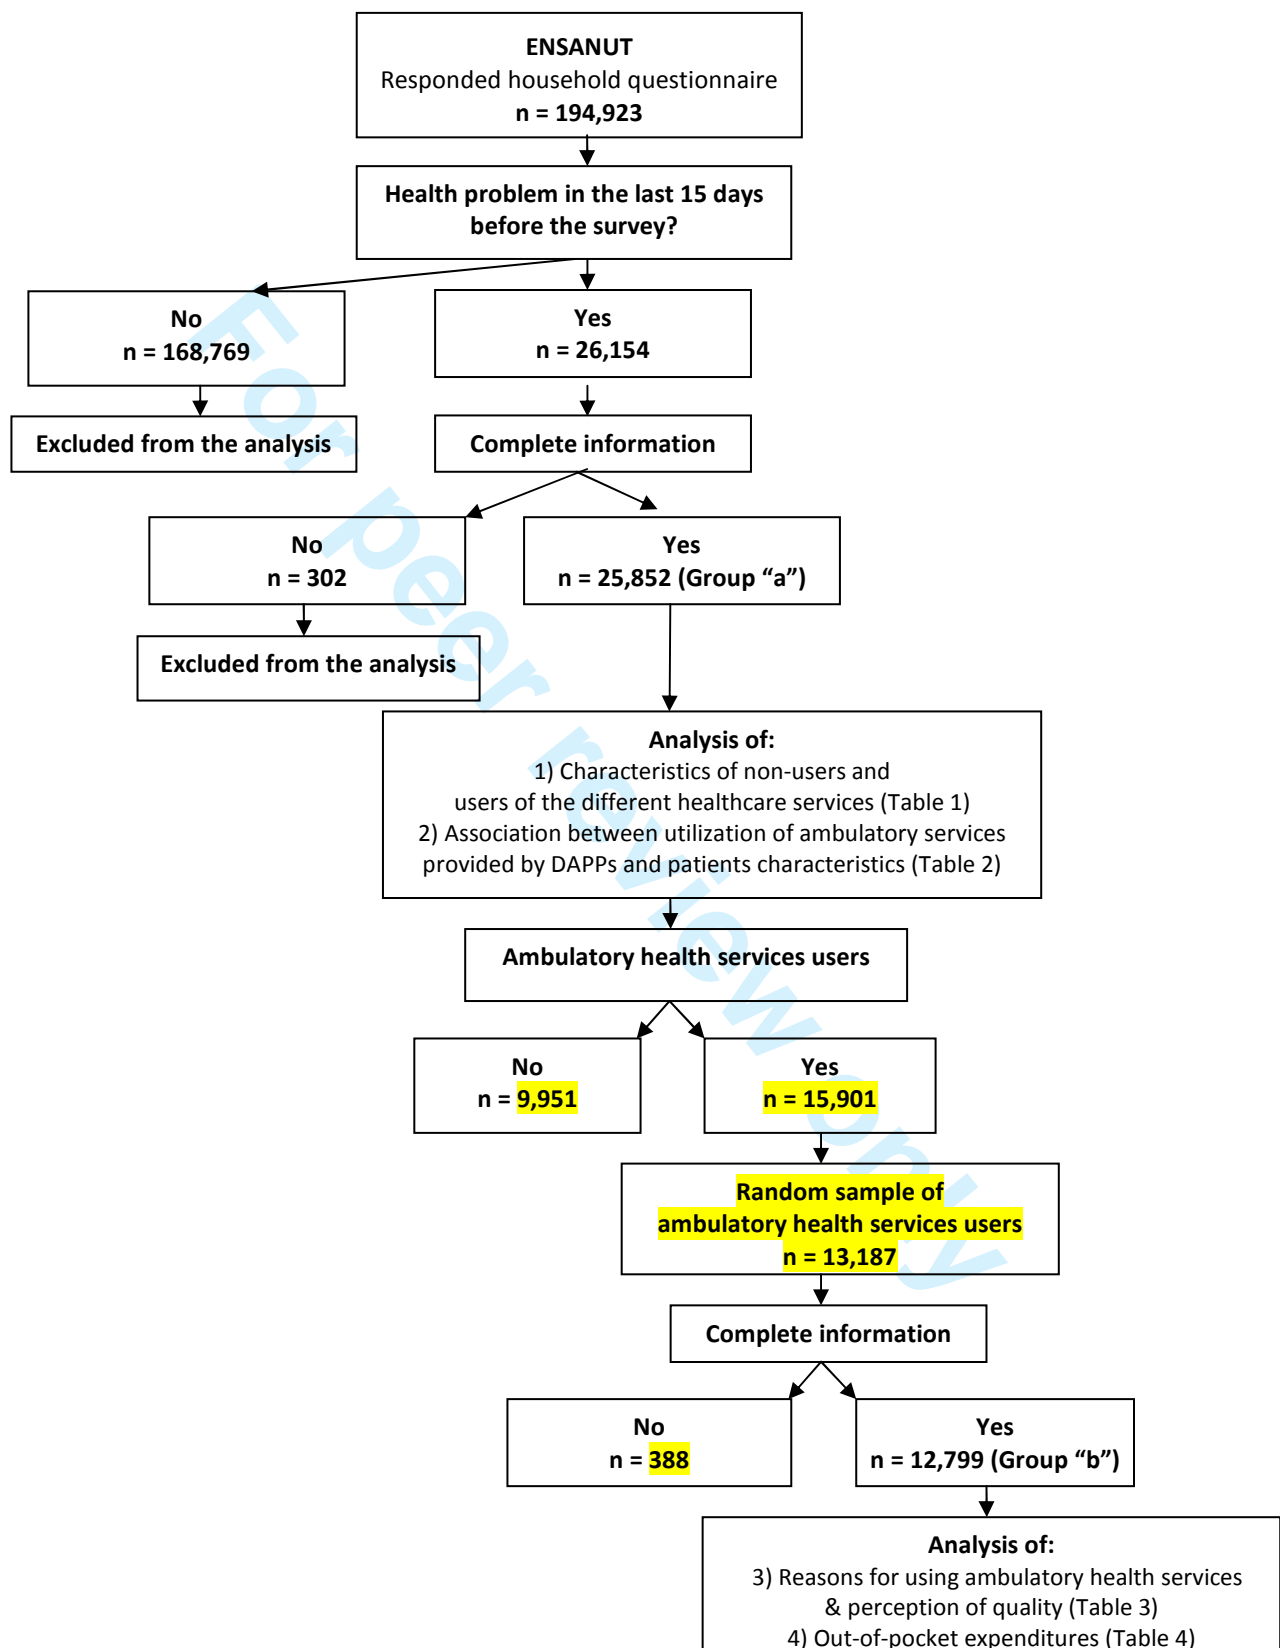 ENSANUT
Responded household questionnaire
n = 194,923
Health problem in the last 15 days
before the survey?
No
n = 168,769
Yes
n = 26,154
Excluded from the analysis
Complete information
No
n = 302
Yes
n = 25,852 (Group “a”)
Excluded from the analysis
Analysis of:
1) Characteristics of non-users and
users of the different healthcare services (Table 1)
2) Association between utilization of ambulatory services
provided by DAPPs and patients characteristics (Table 2)
Ambulatory health services users
No
n = 9,951
Yes
n = 15,901
Random sample of
ambulatory health services users
n = 13,187
Complete information
No
n = 388
Yes
n = 12,799 (Group “b”)
Analysis of:
3) Reasons for using ambulatory health services
& perception of quality (Table 3)
4) Out-of-pocket expenditures (Table 4)
For peer review only